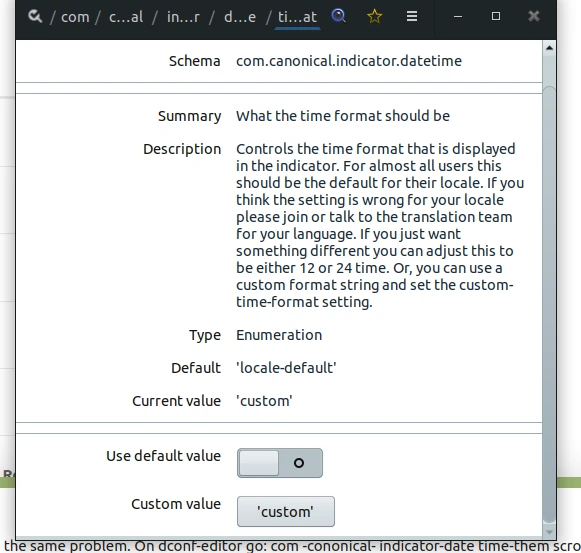 / com / c...al / in...r / d...e / ti...at
Schema com.canonical.indicator.datetime
Summary What the time format should be
Description Controls the time format that is displayed
in the indicator. For almost all users this
should be the default for their locale. If you
think the setting is wrong for your locale
please join or talk to the translation team
for your language. If you just want
something different you can adjust this to
be either 12 or 24 time. Or, you can use a
custom format string and set the custom-
time-format setting.
Type Enumeration
Default 'locale-default'
Current value 'custom'
Use default value
Custom value 'custom'
the same problem. On dconf-editor go: com -cononical- indicator-date time-them scro